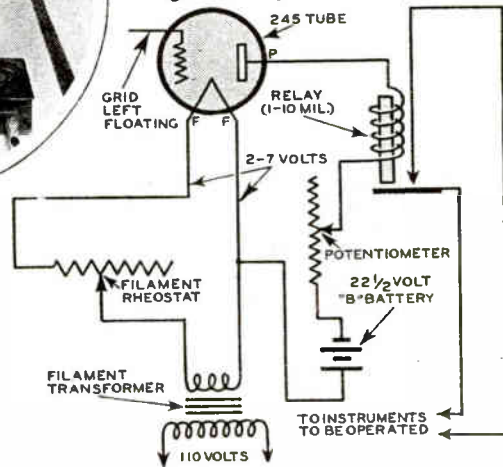 245 TUBE
P
GRID
LEFT
FLOATING
F F
RELAY
(1-10 MIL.)
2-7 VOLTS
POTENTIOMETER
FILAMENT
RHEOSTAT
22 1/2 VOLT
"B" BATTERY
FILAMENT
TRANSFORMER
TO INSTRUMENTS
TO BE OPERATED
110 VOLTS